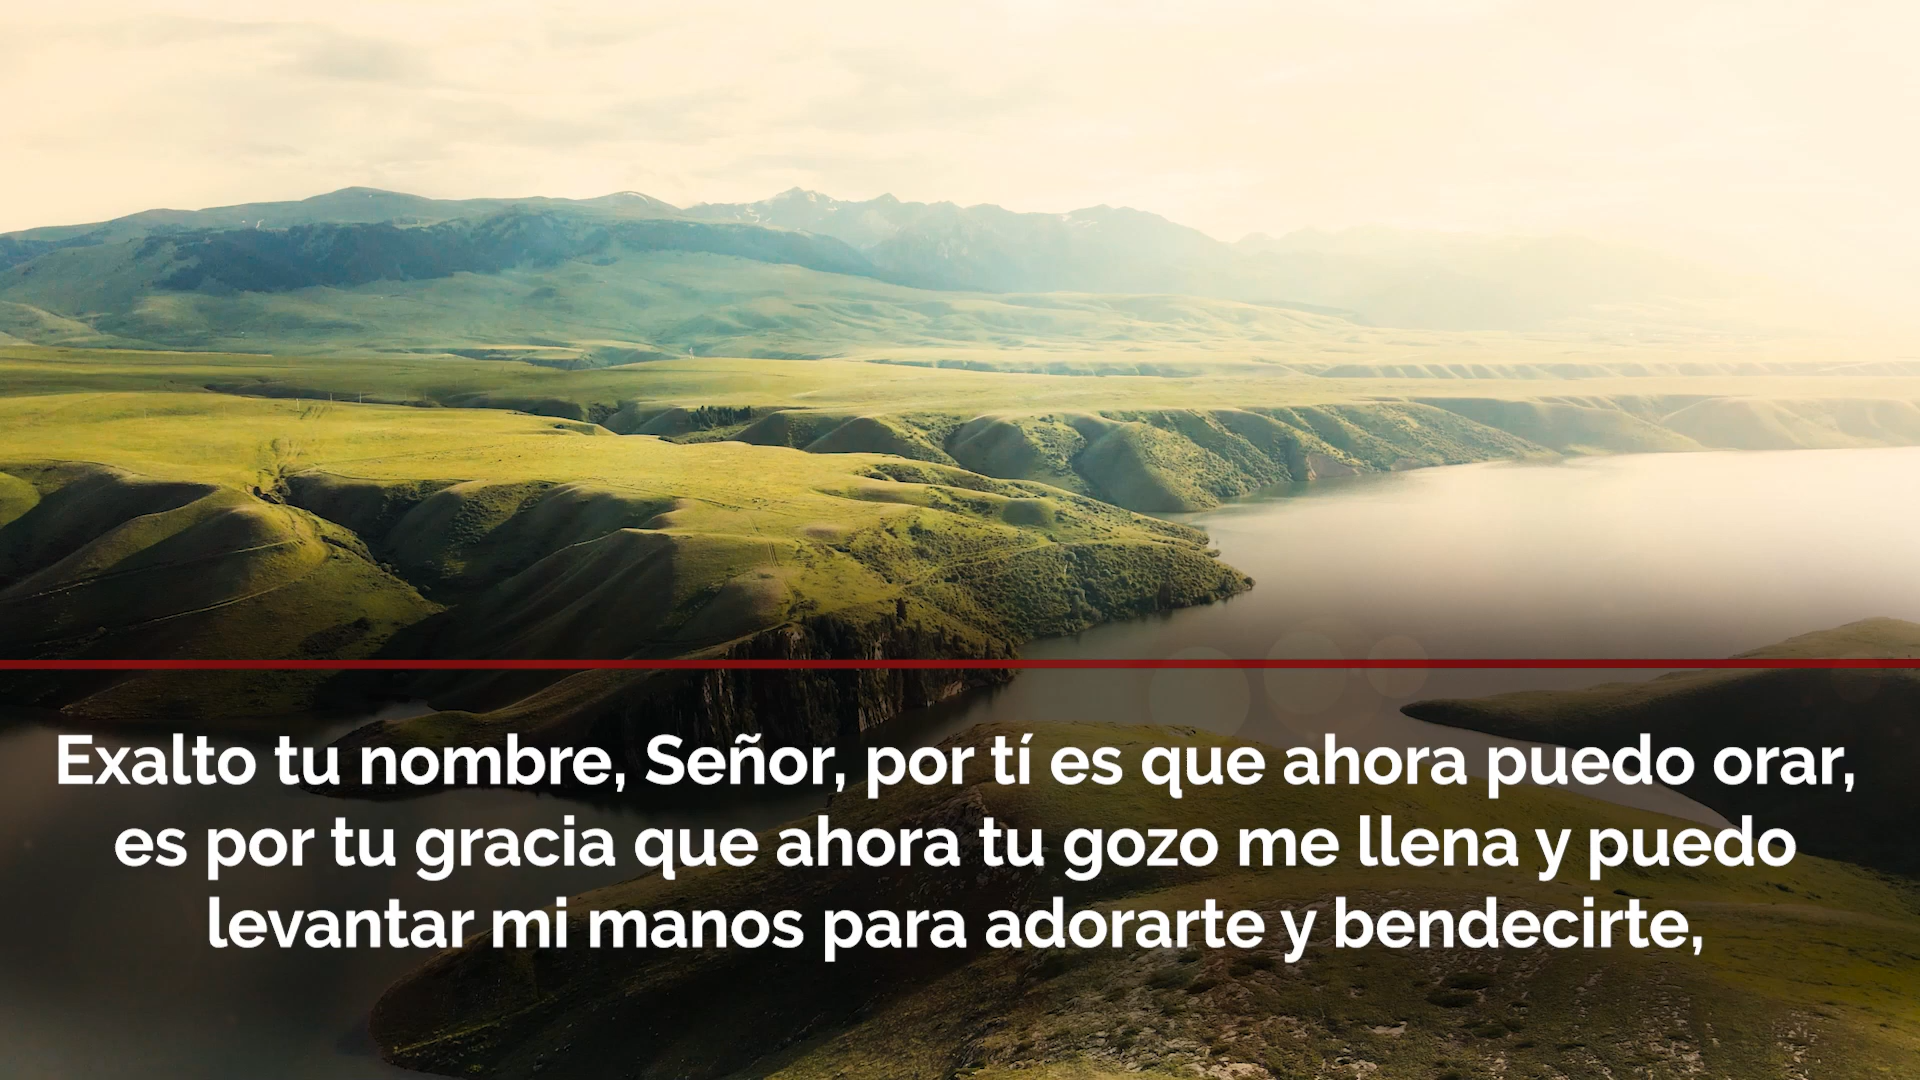 Exalto tu nombre, Señor, por tí es que ahora puedo orar,
es por tu gracia que ahora tu gozo me llena y puedo
levantar mi manos para adorarte y bendecirte,